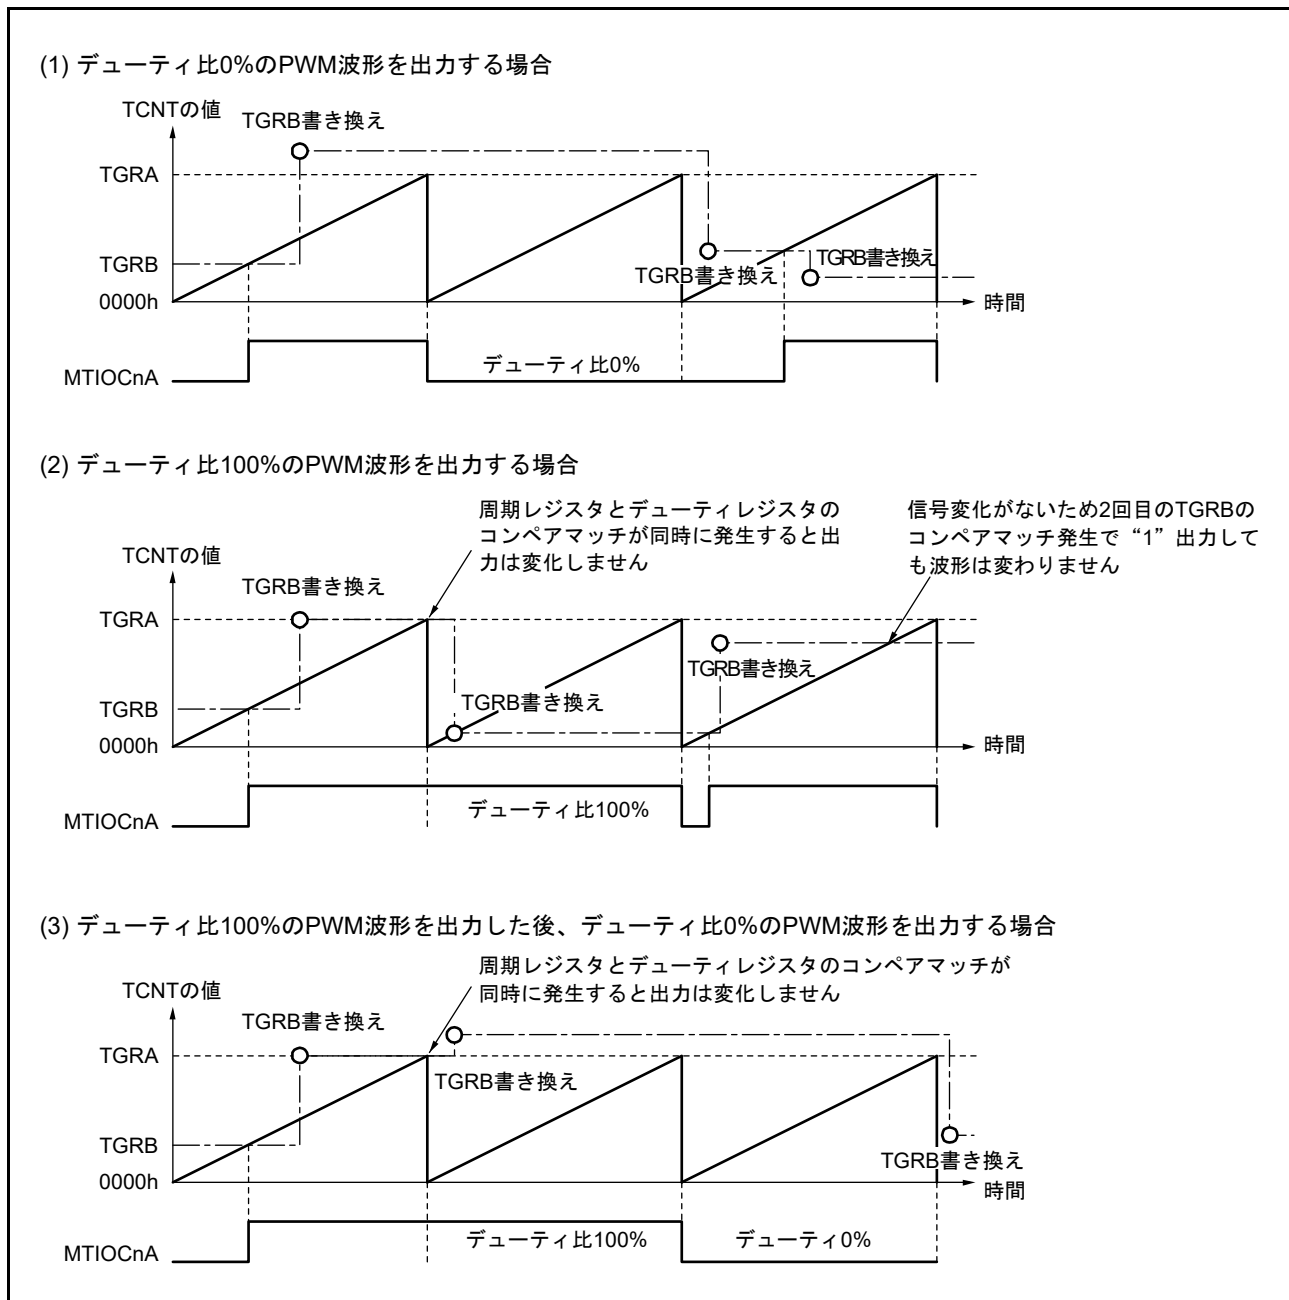 (1) デューティ比0%のPWM波形を出力する場合
TCNTの値
TGRB書き換え
TGRA
TGRB
TGRB書き換え
TGRB書き換え
0000h
時間
デューティ比0%
MTIOCnA
(2) デューティ比100%のPWM波形を出力する場合
周期レジスタとデューティレジスタの
コンペアマッチが同時に発生すると出
力は変化しません
信号変化がないため2回目のTGRBの
コンペアマッチ発生で“1”出力して
も波形は変わりません
TCNTの値
TGRB書き換え
TGRA
TGRB書き換え
TGRB書き換え
TGRB
0000h
時間
デューティ比100%
MTIOCnA
(3) デューティ比100%のPWM波形を出力した後、デューティ比0%のPWM波形を出力する場合
周期レジスタとデューティレジスタのコンペアマッチが
同時に発生すると出力は変化しません
TCNTの値
TGRB書き換え
TGRA
TGRB書き換え
TGRB
TGRB書き換え
0000h
時間
デューティ比100%
デューティ0%
MTIOCnA